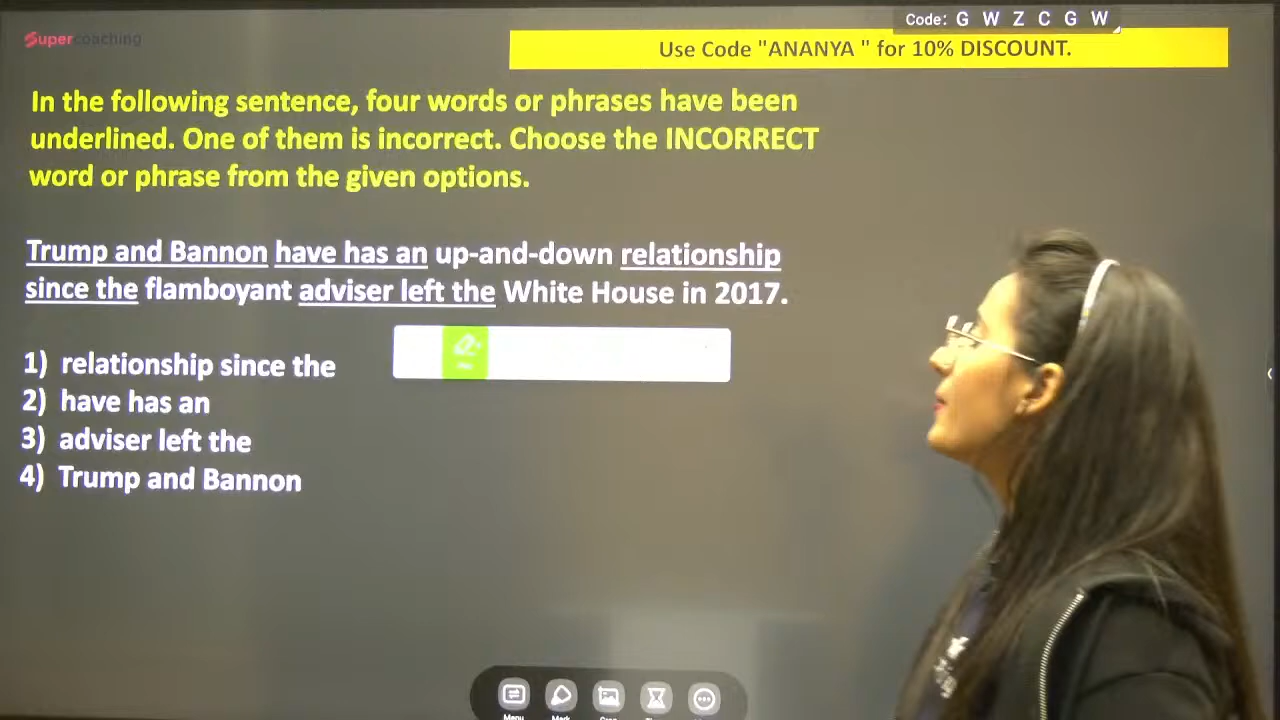 Code: G W Z C G W
Supercoaching
Use Code "ANANYA " for 10% DISCOUNT.
In the following sentence, four words or phrases have been
underlined. One of them is incorrect. Choose the INCORRECT
word or phrase from the given options.
Trump and Bannon have has an up-and-down relationship
since the flamboyant adviser left the White House in 2017.
1) relationship since the
2) have has an
3) adviser left the
4) Trump and Bannon
Menu